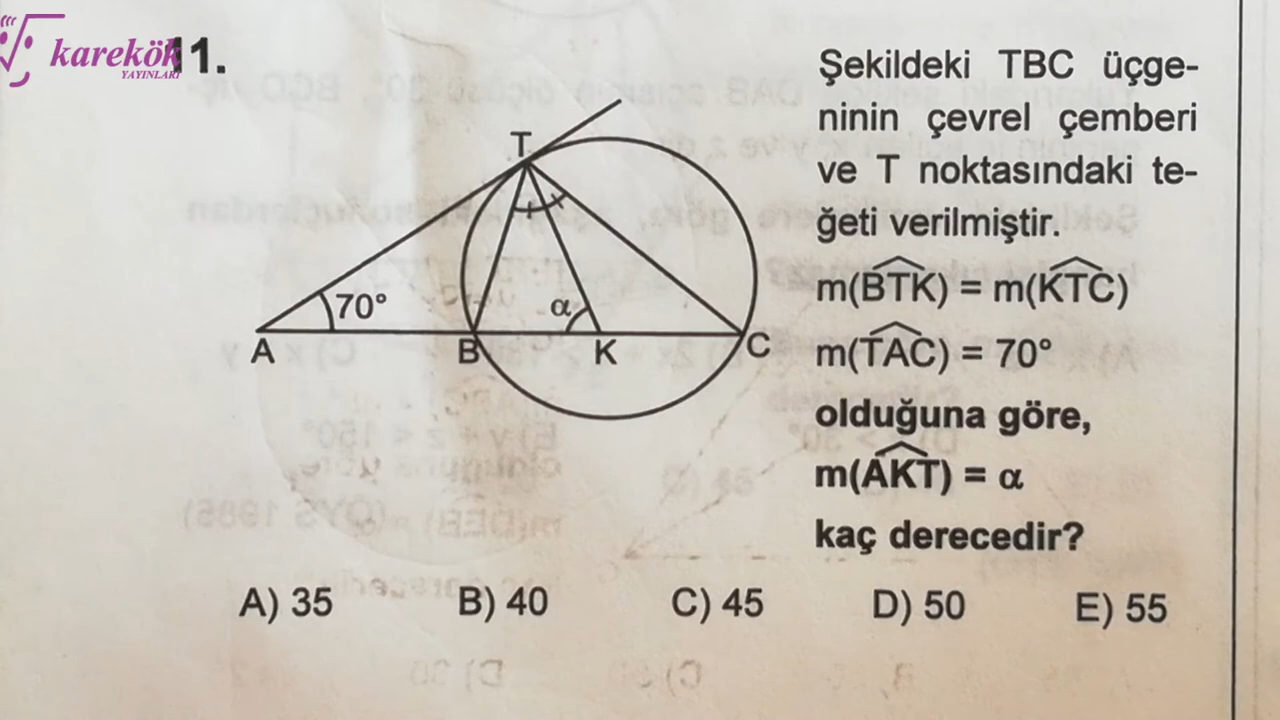 karekök
YAYINLARI
11.
Şekildeki TBC üçge-
ninin çevrel çemberi
ve T noktasındaki te-
ğeti verilmiştir.
m(BTK) = m(KTC)
m(TAC) = 70°
olduğuna göre,
m(AKT) = α
kaç derecedir?
T
70°
α
A
B
K
C
A) 35 B) 40 C) 45 D) 50 E) 55